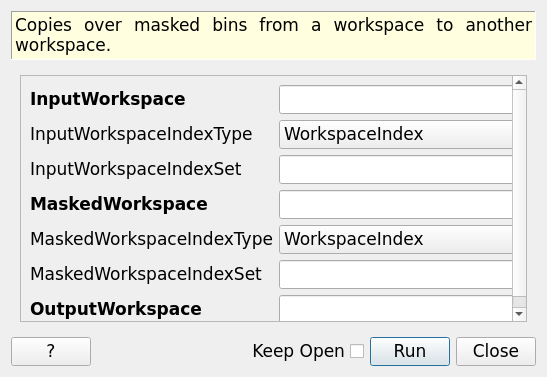 Copies over masked bins from a workspace to another
workspace.
InputWorkspace
InputWorkspaceIndexType WorkspaceIndex
InputWorkspaceIndexSet
MaskedWorkspace
MaskedWorkspaceIndexType WorkspaceIndex
MaskedWorkspaceIndexSet
OutputWorkspace
? Keep Open Run Close